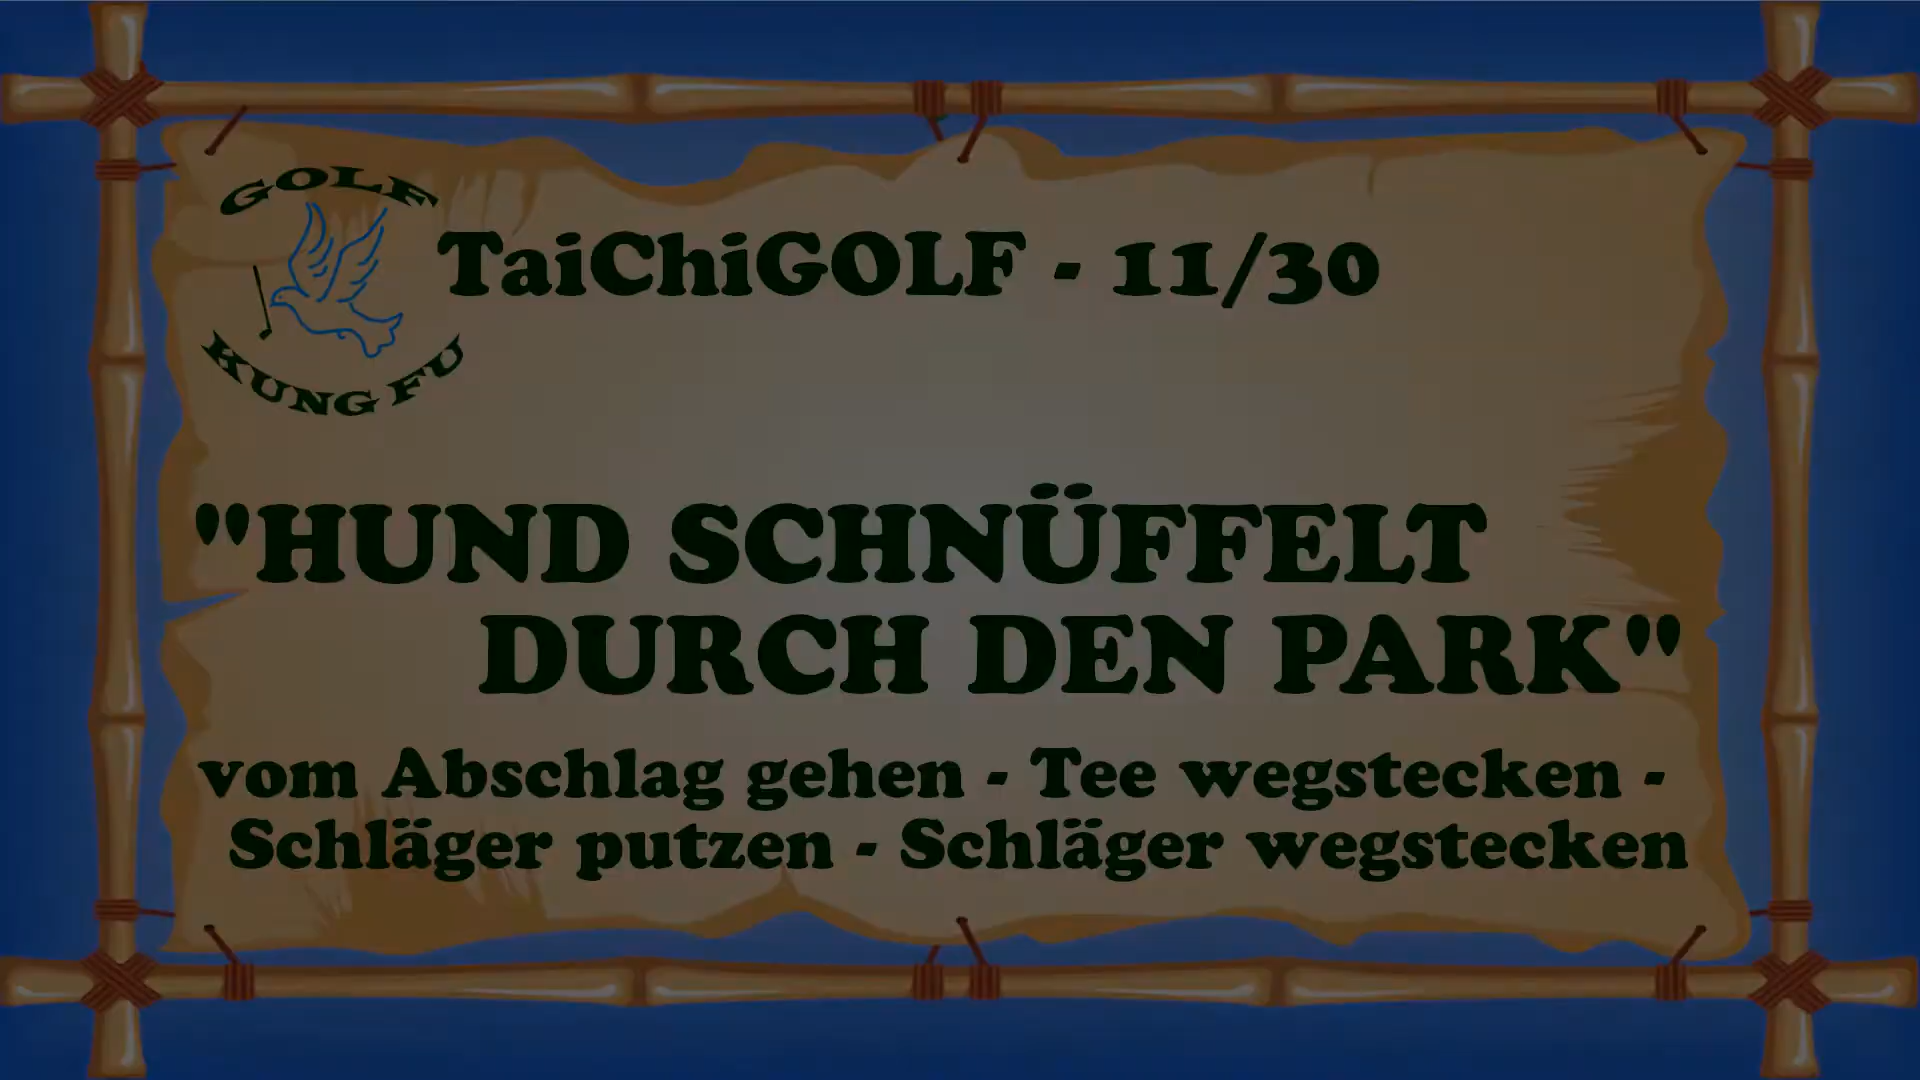 GOLF
KUNG FU
TaiChiGOLF - 11/30
"HUND SCHNÜFFELT
DURCH DEN PARK"
vom Abschlag gehen - Tee wegstecken -
Schläger putzen - Schläger wegstecken